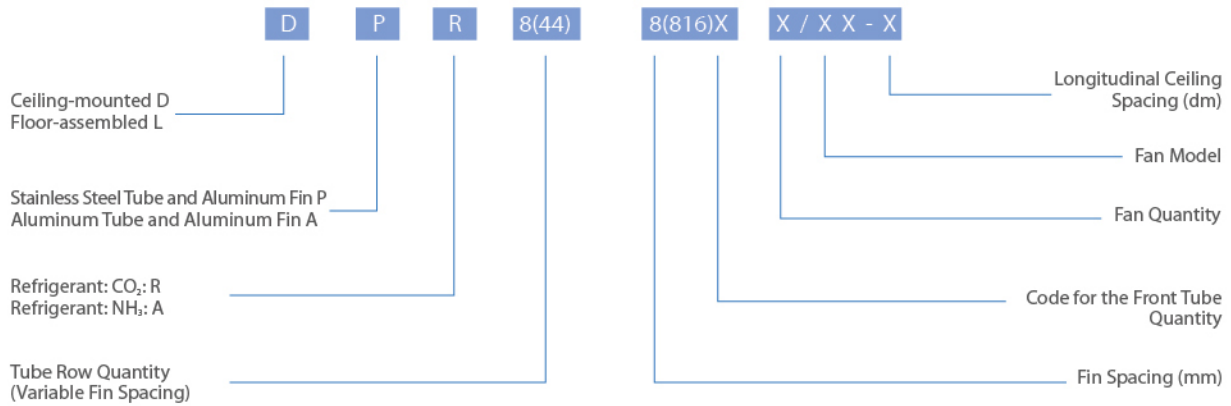 D P R 8(44) 8(816)X X / X X - X
Ceiling-mounted D
Floor-assembled L
Longitudinal Ceiling
Spacing (dm)
Fan Model
Stainless Steel Tube and Aluminum Fin P
Aluminum Tube and Aluminum Fin A
Fan Quantity
Refrigerant: CO₂: R
Refrigerant: NH₃: A
Code for the Front Tube
Quantity
Tube Row Quantity
(Variable Fin Spacing)
Fin Spacing (mm)